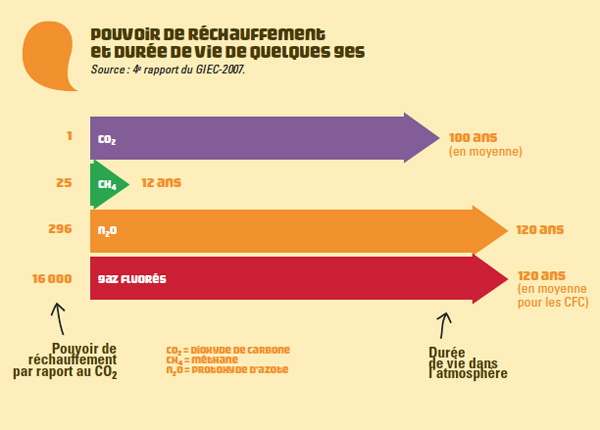 Pouvoir de réchauffement
et durée de vie de quelques ges
Source : 4e rapport du GIEC-2007.
1
CO2
100 ans
(en moyenne)
25
CH4
12 ans
296
N2O
120 ans
16 000
gaz fluorés
120 ans
(en moyenne
pour les CFC)
Pouvoir de
réchauffement
par raport au CO2
CO2 = Dioxyde de carbone
CH4 = Méthane
N2O = Protoxyde d'azote
Durée
de vie dans
l'atmosphère